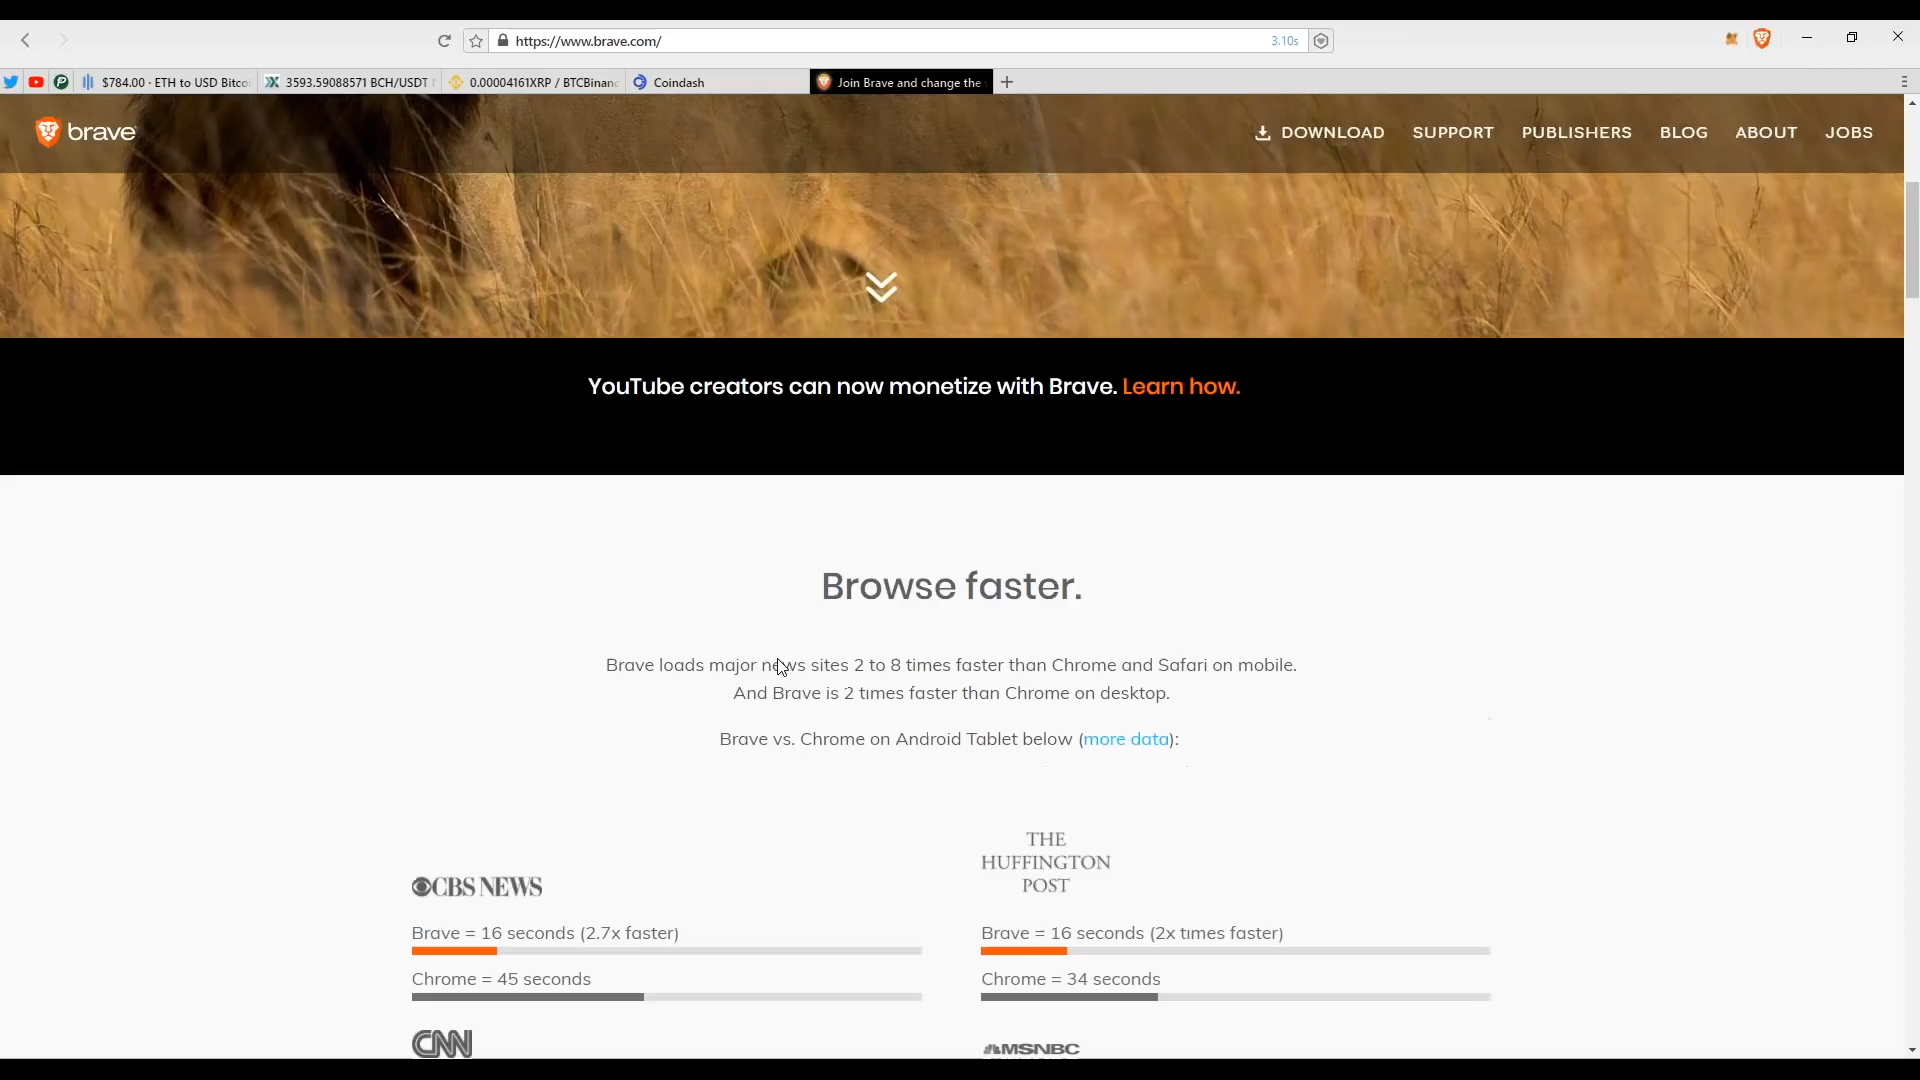 https://www.brave.com/
3.10s
$784.00 · ETH to USD Bitco
3593.59088571 BCH/USDT
0.00004161XRP / BTCBinanc
Coindash
Join Brave and change the
brave
DOWNLOAD
SUPPORT
PUBLISHERS
BLOG
ABOUT
JOBS
YouTube creators can now monetize with Brave. Learn how.
Browse faster.
Brave loads major news sites 2 to 8 times faster than Chrome and Safari on mobile.
And Brave is 2 times faster than Chrome on desktop.
Brave vs. Chrome on Android Tablet below (more data):
CBS NEWS
Brave = 16 seconds (2.7x faster)
Chrome = 45 seconds
THE
HUFFINGTON
POST
Brave = 16 seconds (2x times faster)
Chrome = 34 seconds
CNN
MSNBC